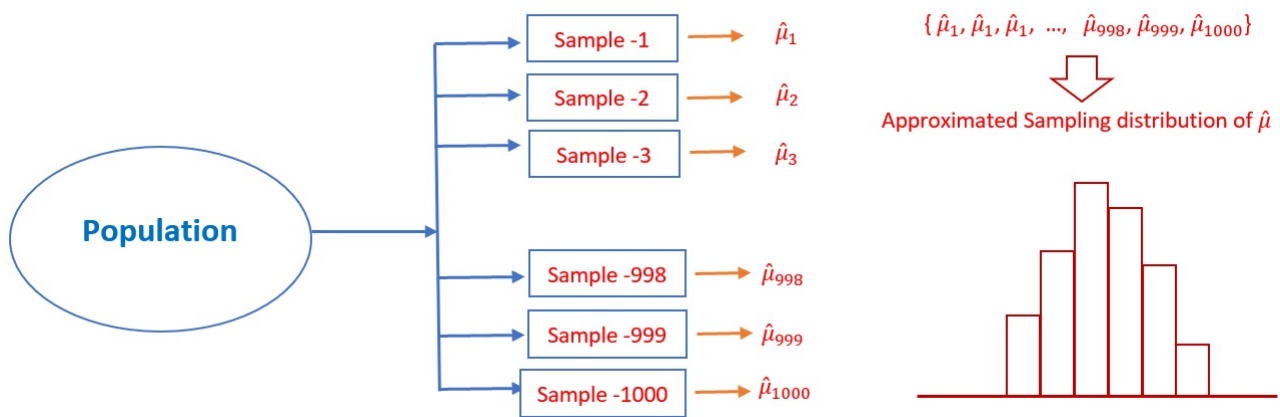 Population
Sample -1
μ̂1
Sample -2
μ̂2
Sample -3
μ̂3
Sample -998
μ̂998
Sample -999
μ̂999
Sample -1000
μ̂1000
{ μ̂1, μ̂1, μ̂1, ..., μ̂998, μ̂999, μ̂1000}
Approximated Sampling distribution of μ̂